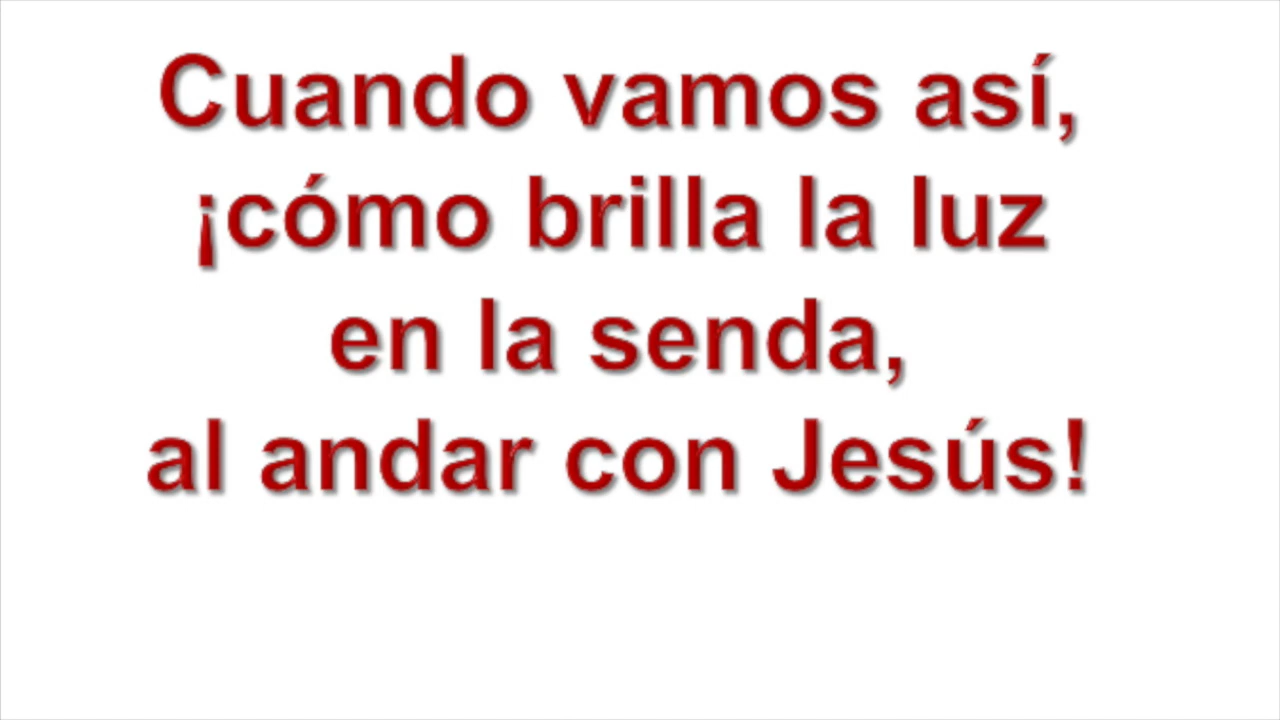 Cuando vamos así,
¡cómo brilla la luz
en la senda,
al andar con Jesús!